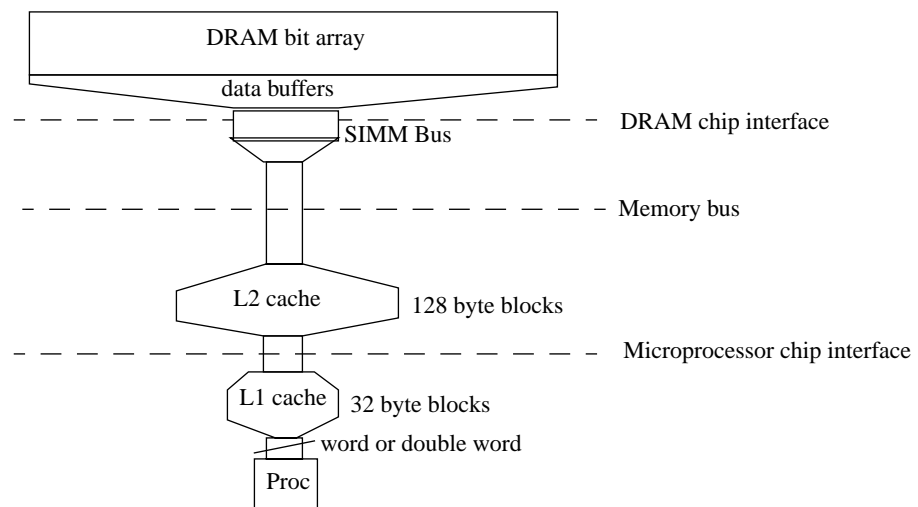 DRAM bit array
data buffers
DRAM chip interface
SIMM Bus
Memory bus
L2 cache
128 byte blocks
Microprocessor chip interface
L1 cache
32 byte blocks
word or double word
Proc